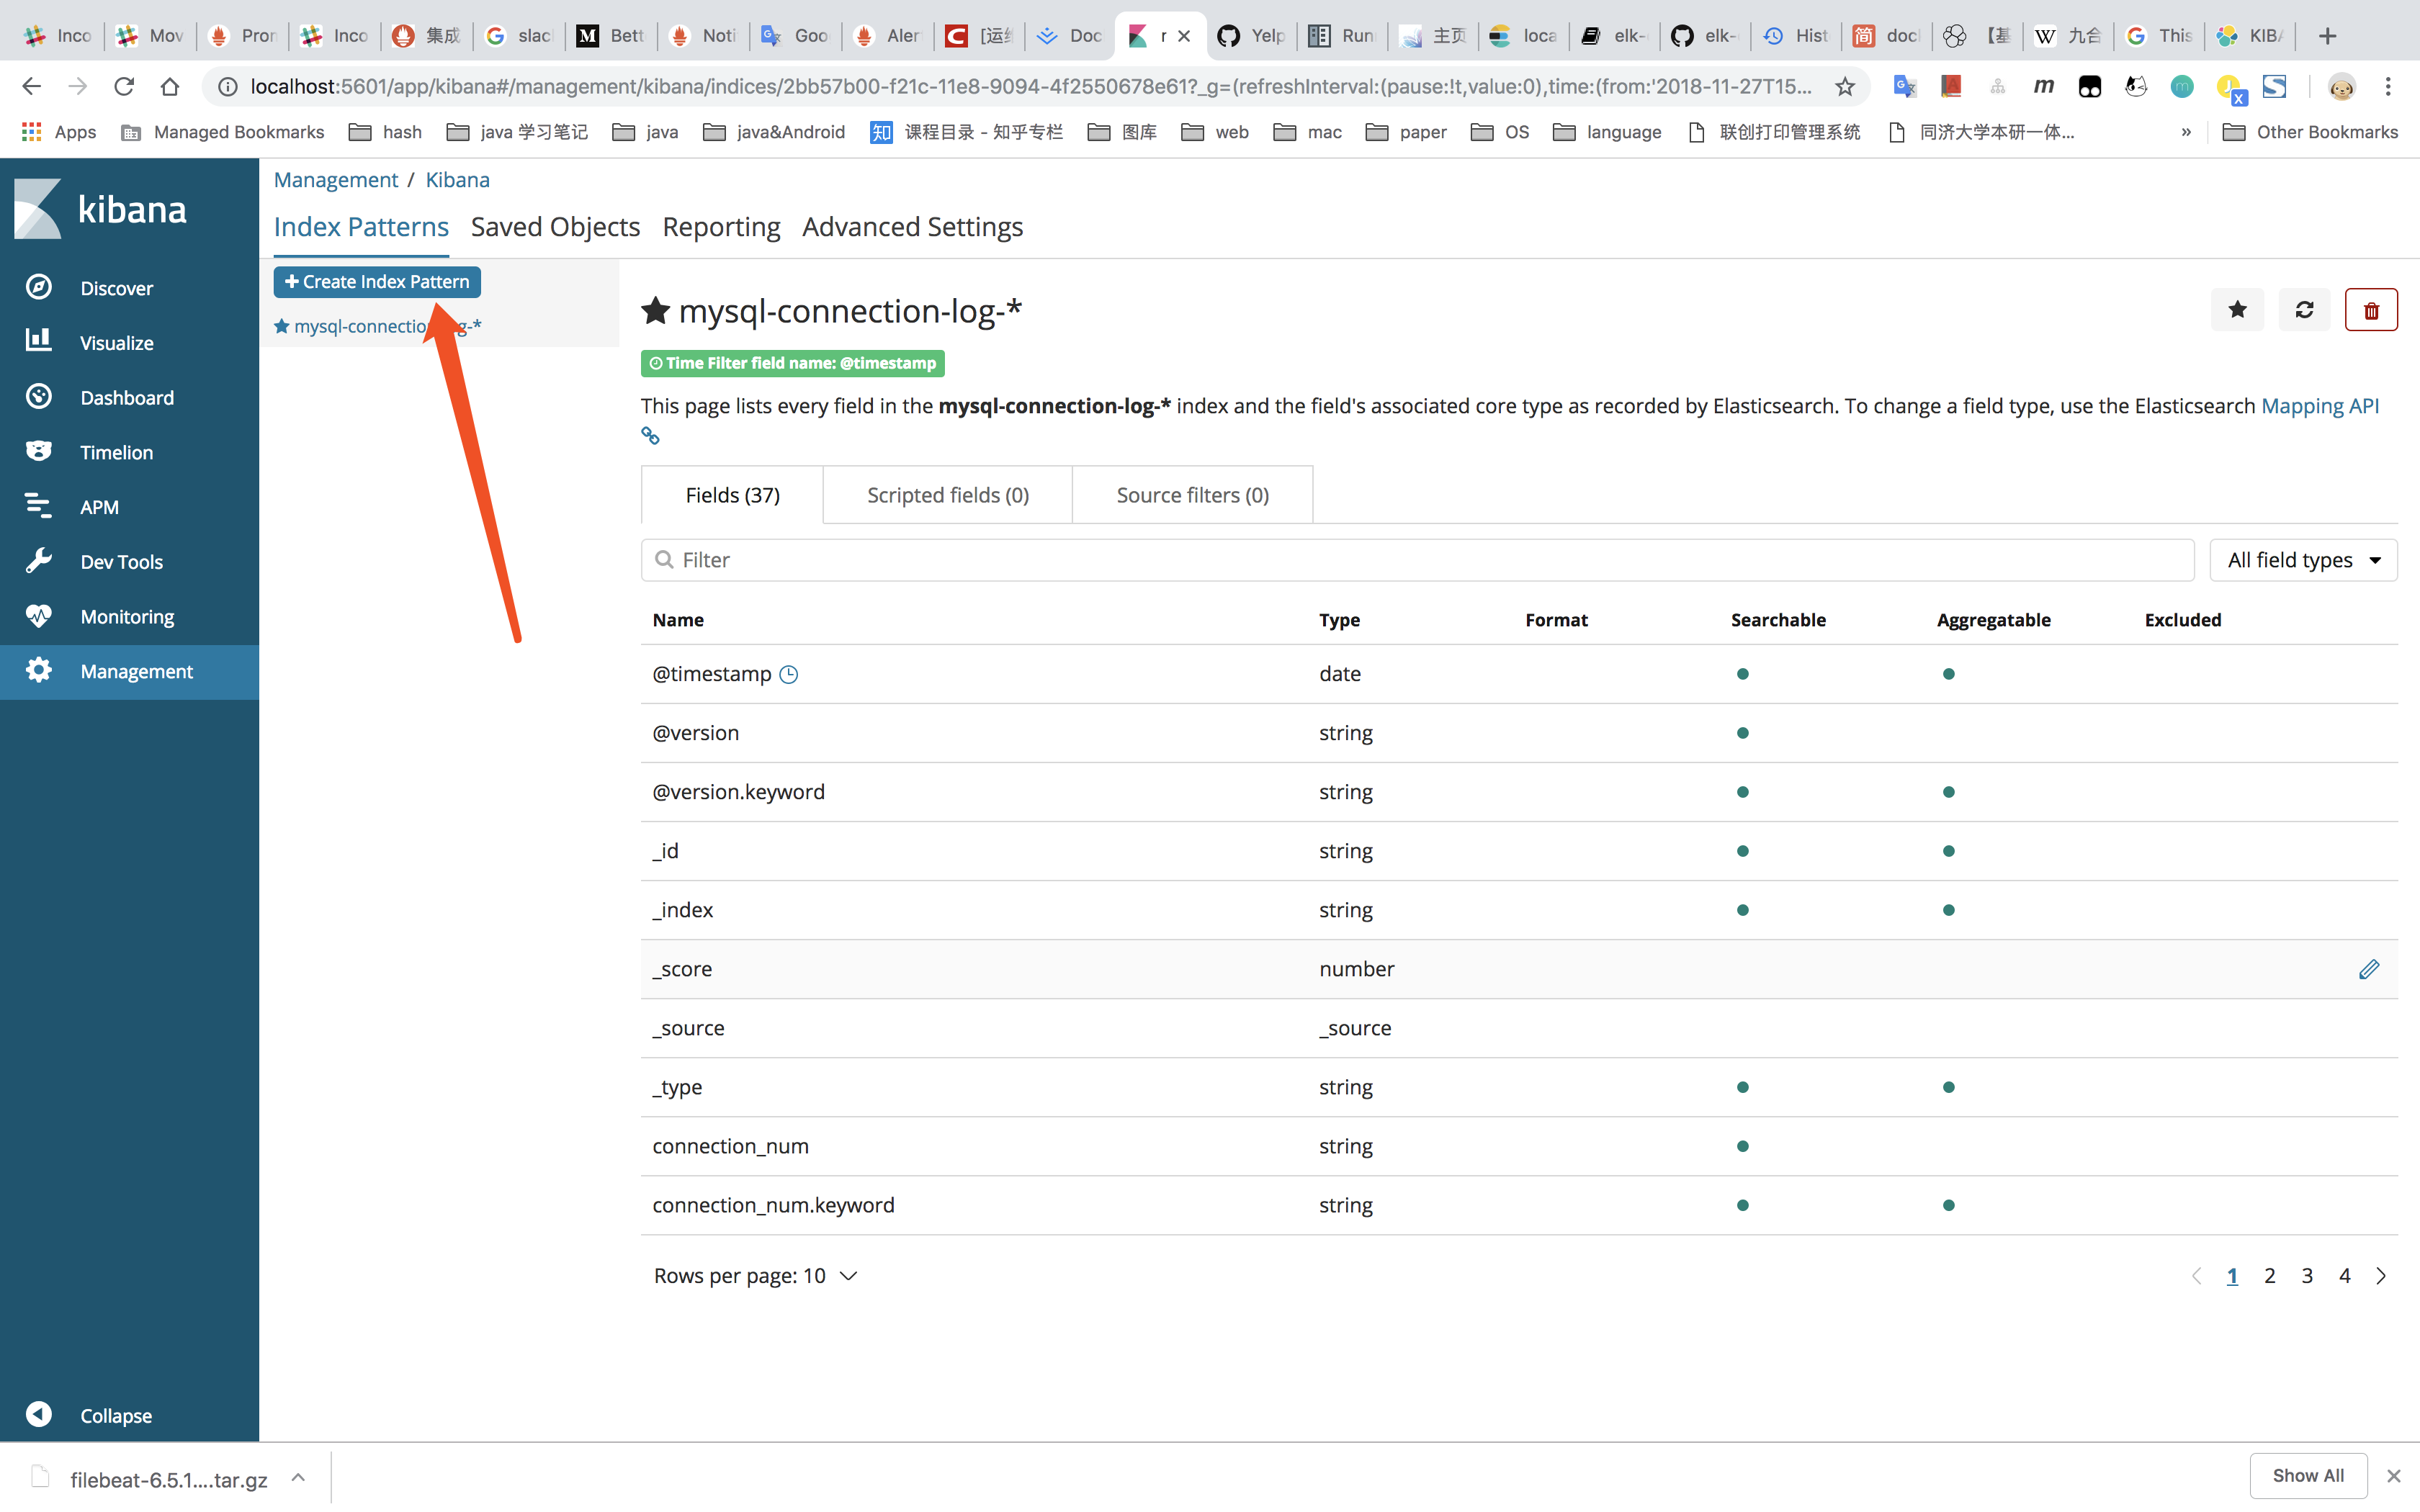 Inco Mov Pron Inco 集成 slac Bett Noti Goo Aler [运 Doc r Yelp Run 主页 loca elk- elk- Hist doc 【基 九合 This KIBA
localhost:5601/app/kibana#/management/kibana/indices/2bb57b00-f21c-11e8-9094-4f2550678e61?_g=(refreshInterval:(pause:!t,value:0),time:(from:'2018-11-27T15...
Apps Managed Bookmarks hash java 学习笔记 java java&Android 知 课程目录 - 知乎专栏 图库 web mac paper OS language 联创打印管理系统 同济大学本研一体... » Other Bookmarks
kibana
Discover
Visualize
Dashboard
Timelion
APM
Dev Tools
Monitoring
Management
Collapse
Management / Kibana
Index Patterns Saved Objects Reporting Advanced Settings
Create Index Pattern
mysql-connection-log-*
Time Filter field name: @timestamp
This page lists every field in the mysql-connection-log-* index and the field's associated core type as recorded by Elasticsearch. To change a field type, use the Elasticsearch Mapping API
Fields (37) Scripted fields (0) Source filters (0)
Filter All field types
Name Type Format Searchable Aggregatable Excluded
@timestamp date
@version string
@version.keyword string
_id string
_index string
_score number
_source _source
_type string
connection_num string
connection_num.keyword string
Rows per page: 10
1 2 3 4
filebeat-6.5.1....tar.gz Show All